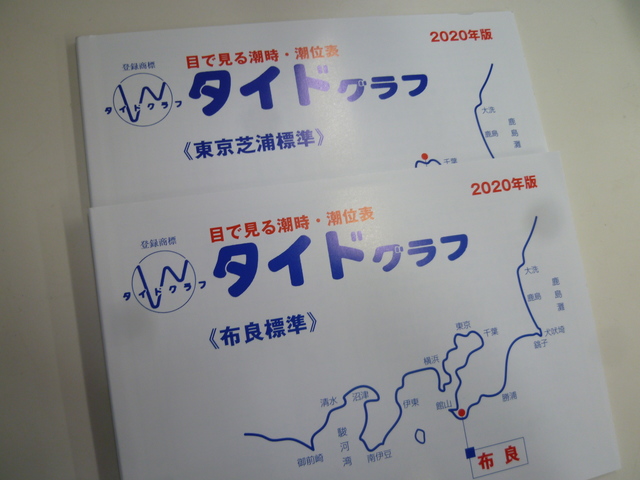 登録商標
タイドグラフ
目で見る潮時・潮位表
2020年版
タイドグラフ
《東京芝浦標準》
大洗
鹿島
鹿島灘
千葉
登録商標
タイドグラフ
目で見る潮時・潮位表
2020年版
タイドグラフ
《布良標準》
大洗
鹿島
鹿島灘
犬吠埼
銚子
東京
千葉
横浜
館山
勝浦
伊東
沼津
清水
駿河湾
御前崎
南伊豆
布良